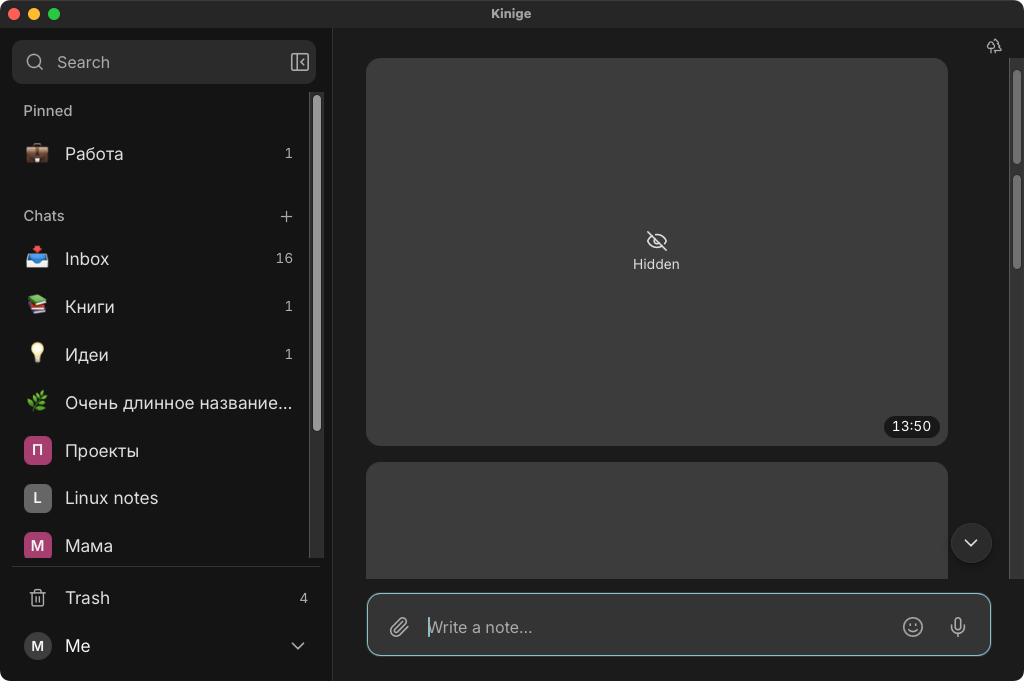 Kinige
Search
Pinned
Работа 1
Chats
Inbox 16
Книги 1
Идеи 1
Очень длинное название...
П Проекты
L Linux notes
М Мама
Trash 4
M Me
Hidden
13:50
Write a note...